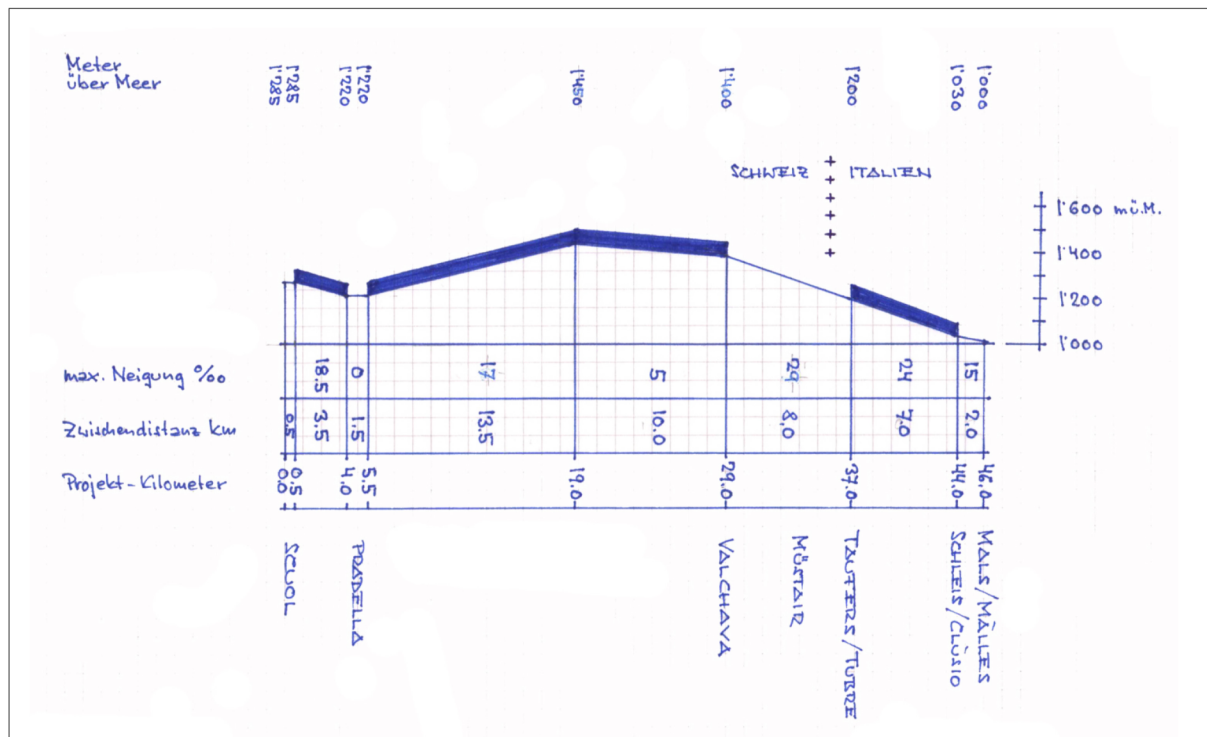 Meter
über Meer
1'285
1'285
1'220
1'220
1'450
1'400
1'200
1'030
1'000
SCHWEIZ
ITALIEN
1'600 mü.M.
1'400
1'200
1'000
max. Neigung ‰ 18.5 0 17 5 29 24 15
Zwischendistanz km 0.5 3.5 1.5 13.5 10.0 8.0 7.0 2.0
Projekt-Kilometer 0.0 0.5 4.0 5.5 19.0 29.0 37.0 44.0 46.0
SCUOL
PRADELLA
VALCHAVA
MÜSTAIR
TAUFERS/TUBRE
SCHLEIS/CLÚSIO
MALS/MÀLLES